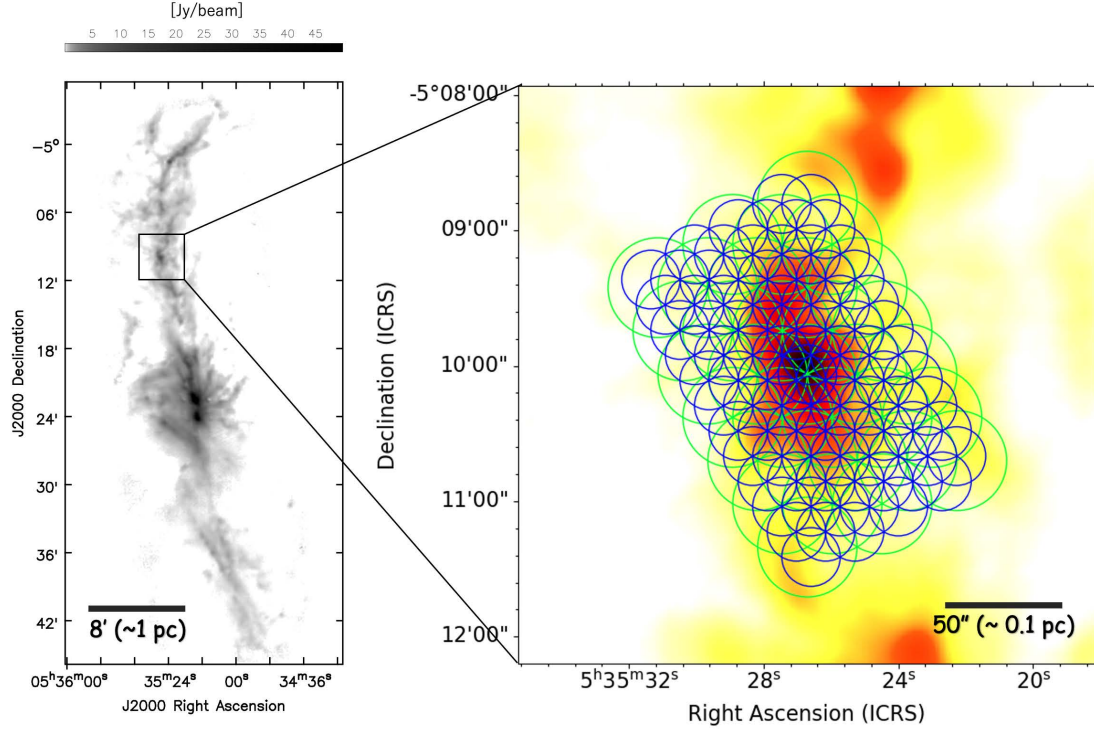 [Jy/beam]
5 10 15 20 25 30 35 40 45
−5°
06'
12'
18'
24'
30'
36'
42'
J2000 Declination
8' (~1 pc)
05ʰ36ᵐ00ˢ 35ᵐ24ˢ 00ˢ 34ᵐ36ˢ
J2000 Right Ascension
-5°08'00"
09'00"
10'00"
11'00"
12'00"
Declination (ICRS)
50" (~ 0.1 pc)
5ʰ35ᵐ32ˢ 28ˢ 24ˢ 20ˢ
Right Ascension (ICRS)